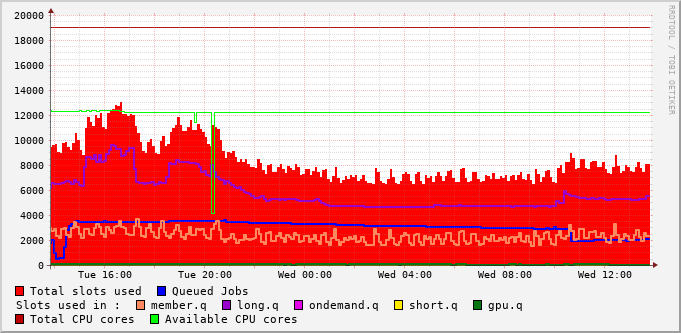 20000
18000
16000
14000
12000
10000
8000
6000
4000
2000
0
Tue 16:00 Tue 20:00 Wed 00:00 Wed 04:00 Wed 08:00 Wed 12:00
RRDTOOL / TOBI OETIKER
Total slots used Queued Jobs
Slots used in : member.q long.q ondemand.q short.q gpu.q
Total CPU cores Available CPU cores